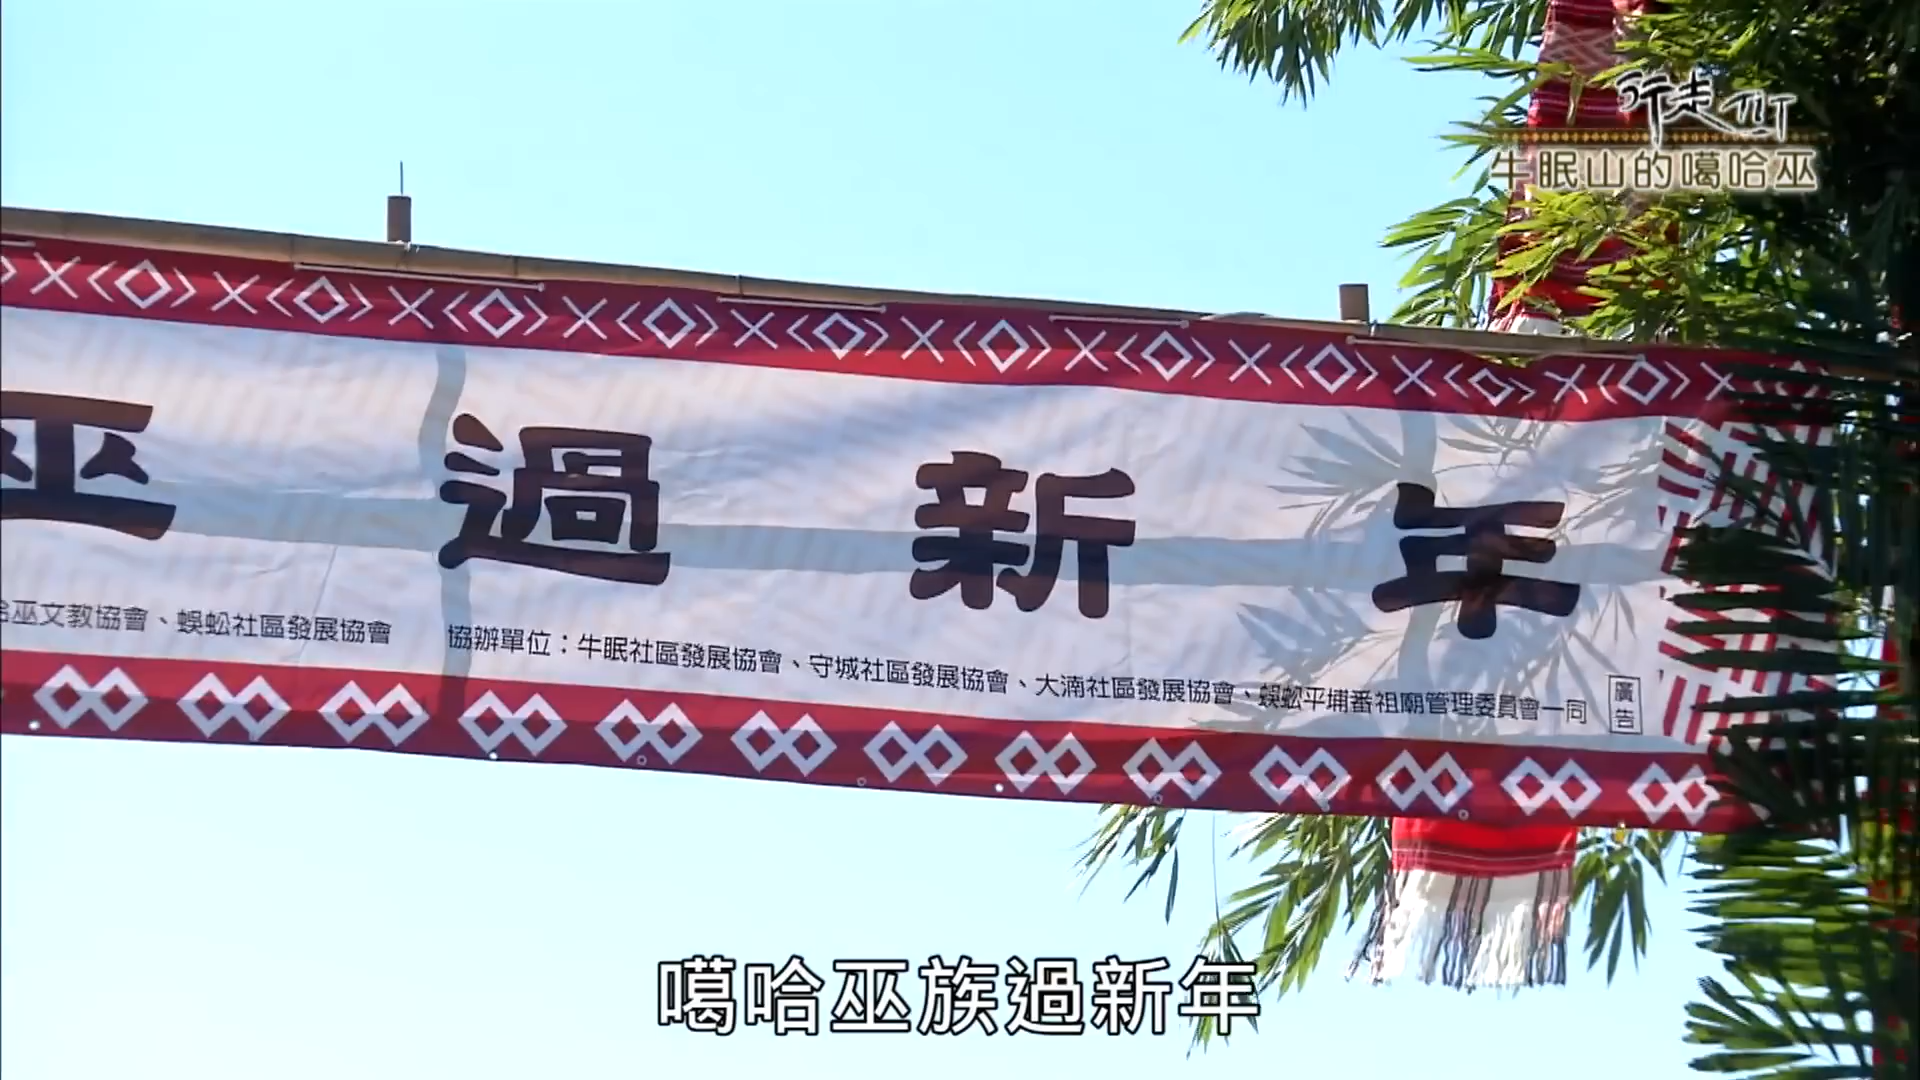 行走TIT
牛眠山的噶哈巫
巫過新年
哈巫文教協會、蜈蚣社區發展協會 協辦單位：牛眠社區發展協會、守城社區發展協會、大湳社區發展協會、蜈蚣平埔番祖廟管理委員會一同
廣告
噶哈巫族過新年